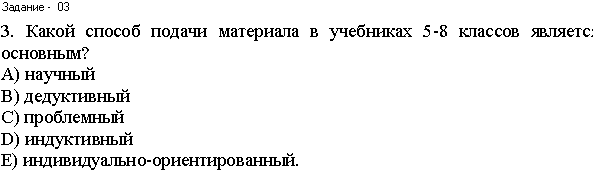 Задание - 03
3. Какой способ подачи материала в учебниках 5-8 классов являетс
основным?
A) научный
B) дедуктивный
C) проблемный
D) индуктивный
E) индивидуально-ориентированный.